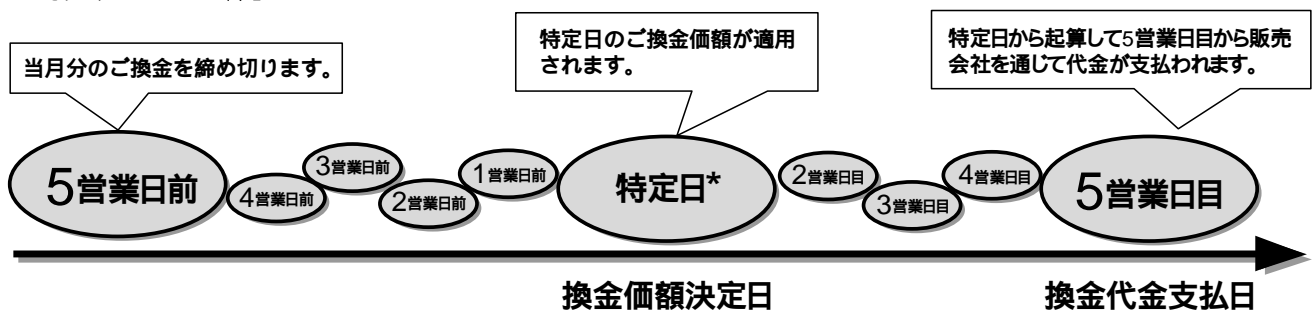 当月分のご換金を締め切ります。
特定日のご換金価額が適用
されます。
特定日から起算して5営業日目から販売
会社を通じて代金が支払われます。
5営業日前
4営業日前
3営業日前
2営業日前
1営業日前
特定日*
2営業日目
3営業日目
4営業日目
5営業日目
換金価額決定日
換金代金支払日